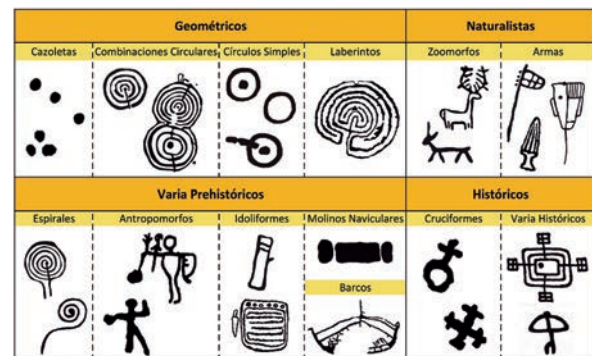 Geométricos Naturalistas
Cazoletas Combinaciones Circulares Círculos Simples Laberintos Zoomorfos Armas
Varia Prehistóricos Históricos
Espirales Antropomorfos Idoliformes Molinos Naviculares Cruciformes Varia Históricos
Barcos